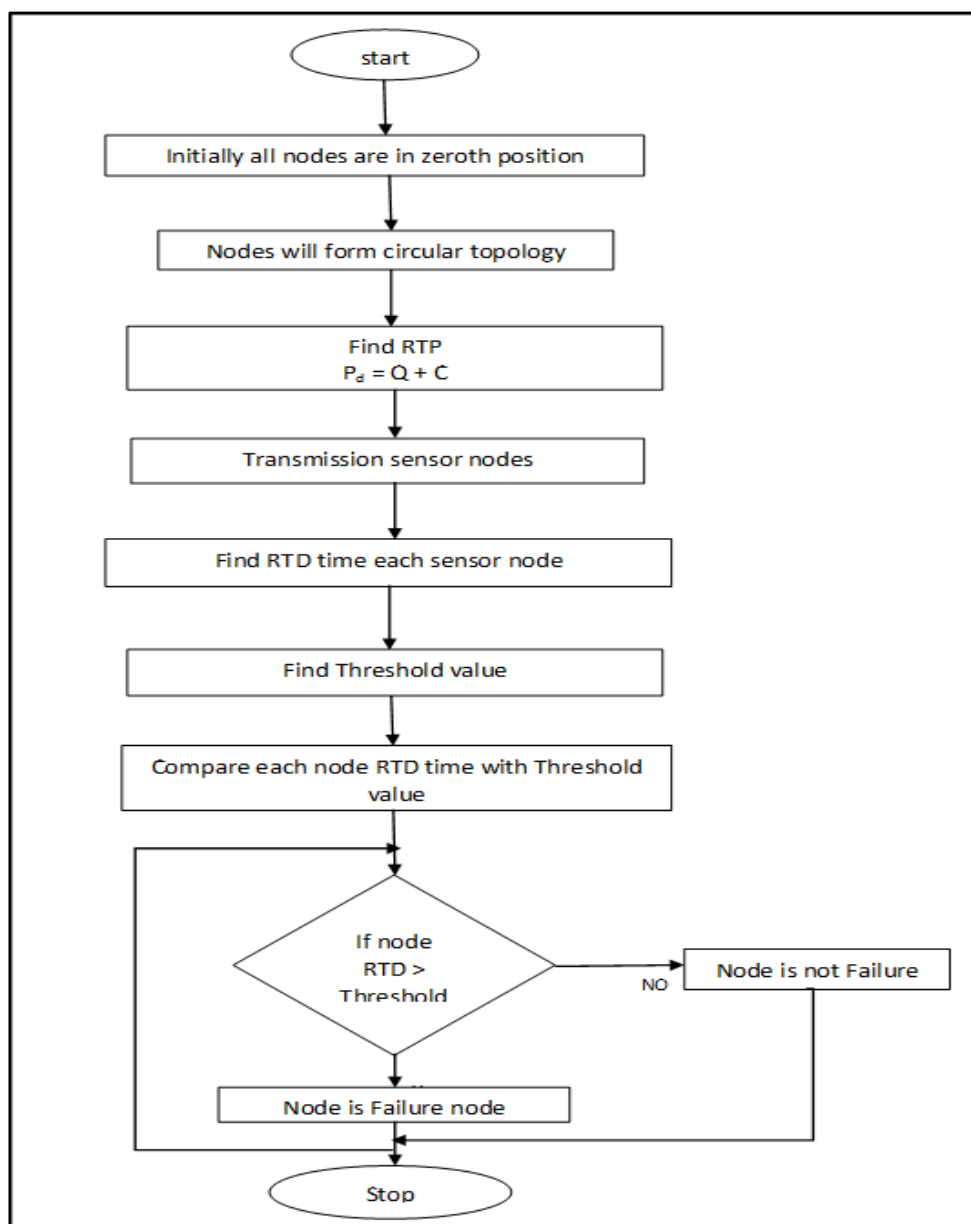 start
Initially all nodes are in zeroth position
Nodes will form circular topology
Find RTP
Pd = Q + C
Transmission sensor nodes
Find RTD time each sensor node
Find Threshold value
Compare each node RTD time with Threshold
value
If node
RTD >
Threshold
NO
Node is not Failure
Node is Failure node
Stop